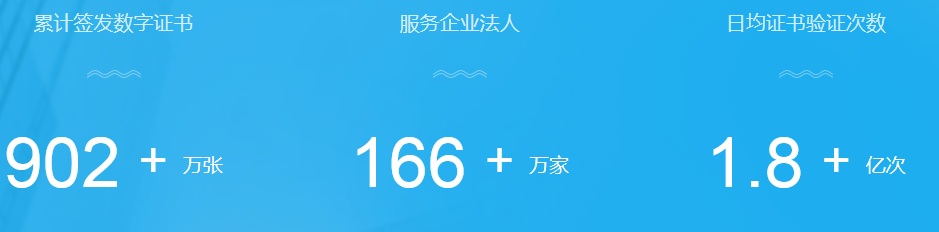 累计签发数字证书 服务企业法人 日均证书验证次数
902 + 万张 166 + 万家 1.8 + 亿次